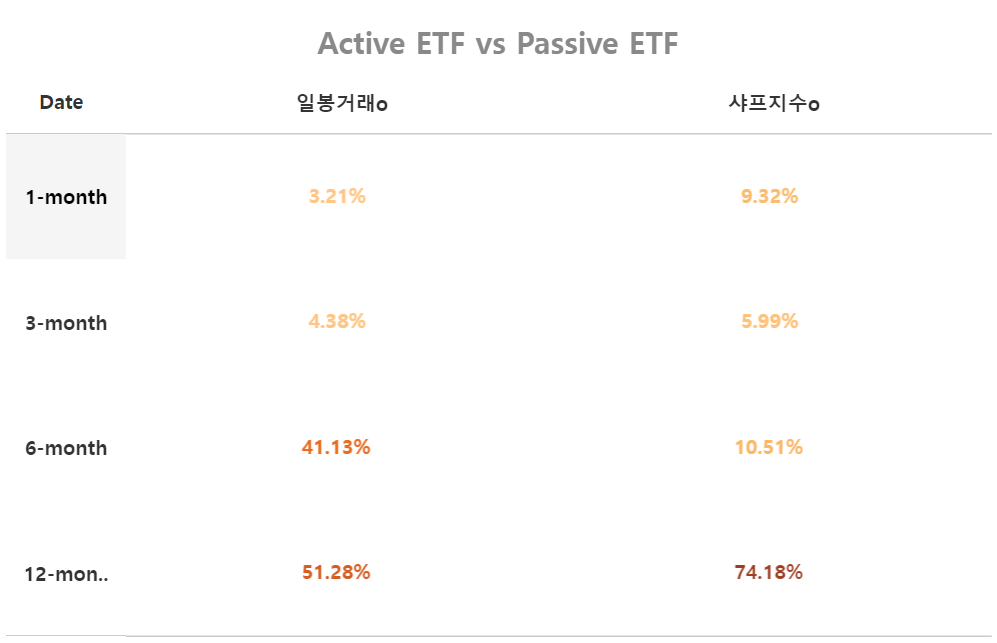 Active ETF vs Passive ETF
Date 일봉거래o 샤프지수o
1-month 3.21% 9.32%
3-month 4.38% 5.99%
6-month 41.13% 10.51%
12-mon.. 51.28% 74.18%